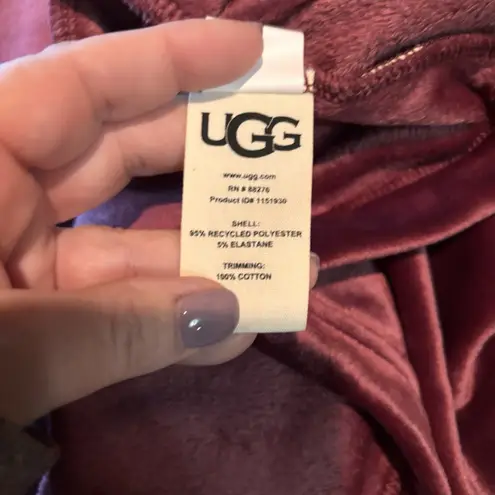 UGG
www.ugg.com
RN # 88276
Product ID# 1151930
SHELL:
95% RECYCLED POLYESTER
5% ELASTANE
TRIMMING:
100% COTTON